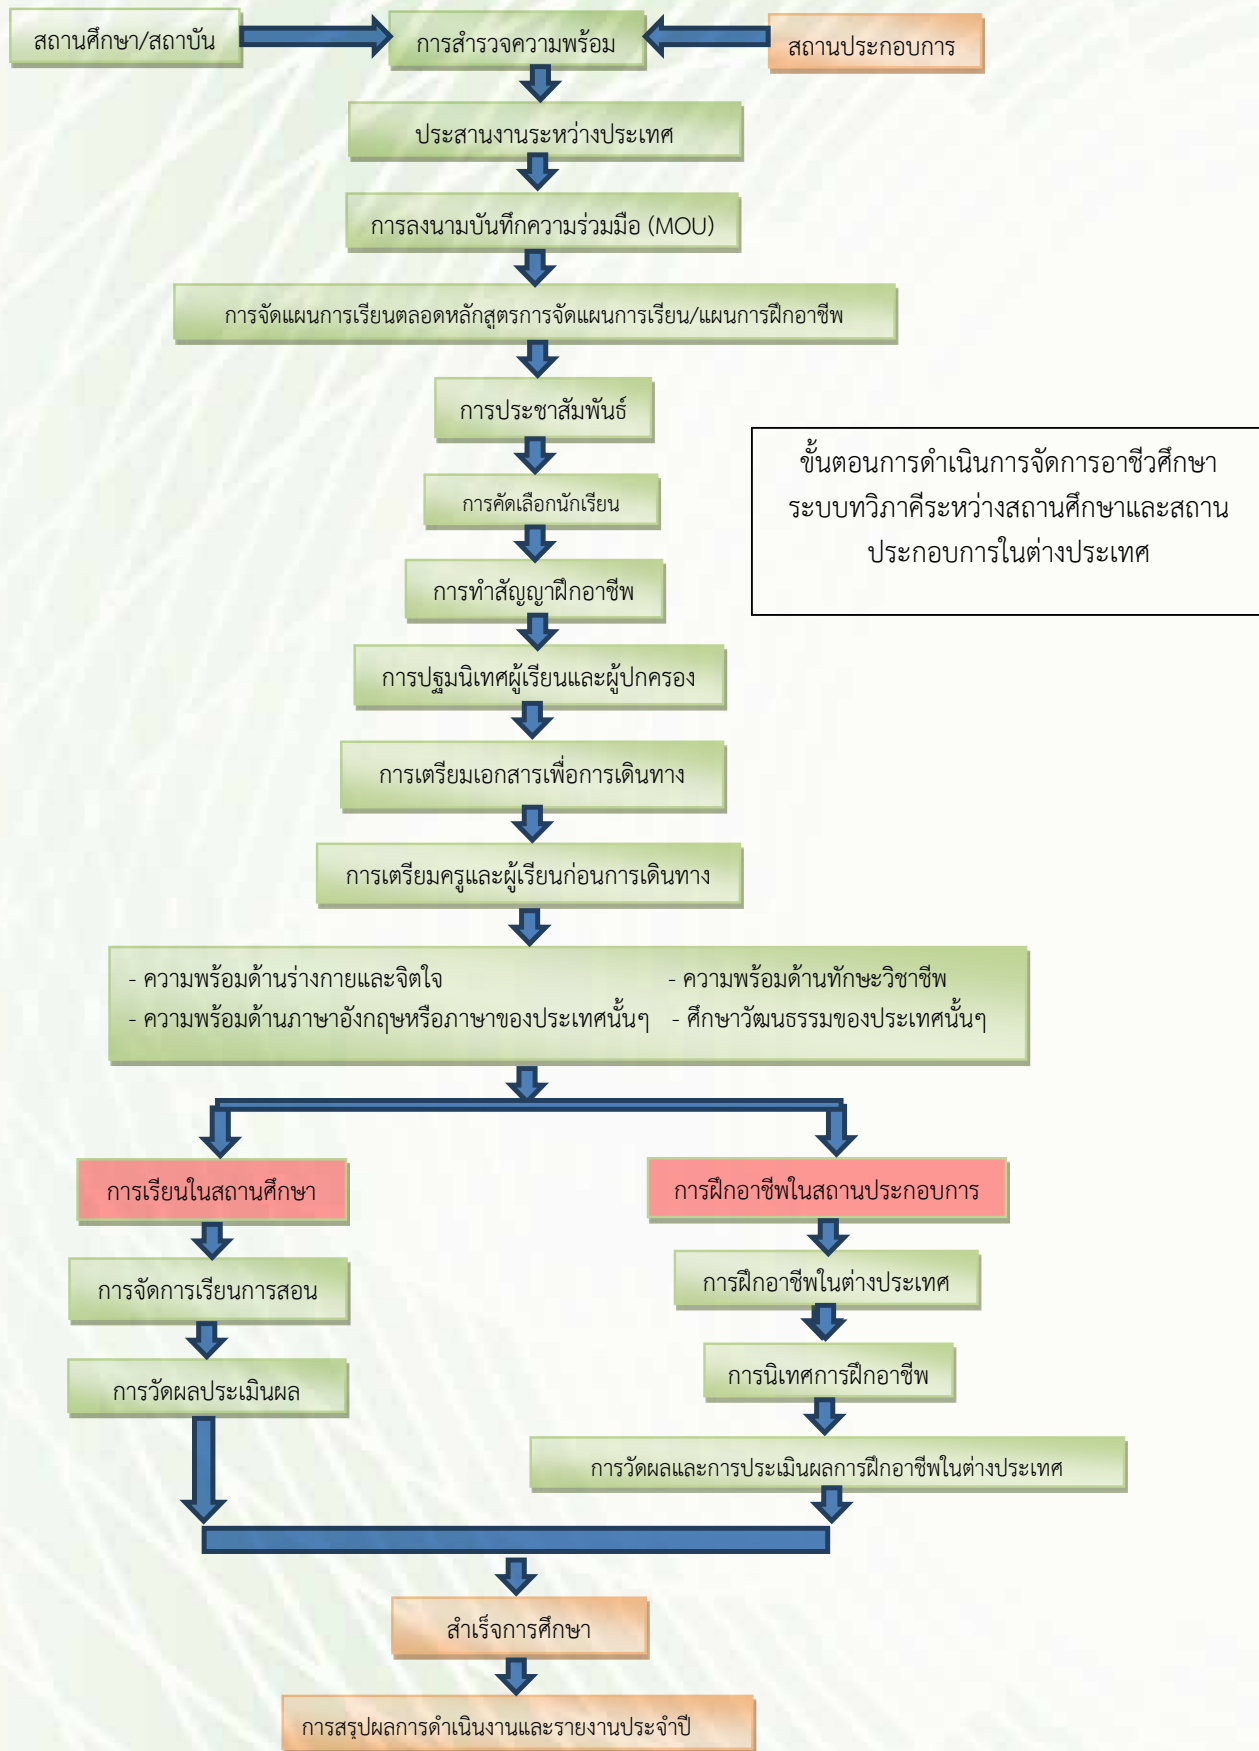 สถานศึกษา/สถาบัน
การสำรวจความพร้อม
สถานประกอบการ
ประสานงานระหว่างประเทศ
การลงนามบันทึกความร่วมมือ (MOU)
การจัดแผนการเรียนตลอดหลักสูตรการจัดแผนการเรียน/แผนการฝึกอาชีพ
การประชาสัมพันธ์
ขั้นตอนการดำเนินการจัดการอาชีวศึกษา
ระบบทวิภาคีระหว่างสถานศึกษาและสถาน
ประกอบการในต่างประเทศ
การคัดเลือกนักเรียน
การทำสัญญาฝึกอาชีพ
การปฐมนิเทศผู้เรียนและผู้ปกครอง
การเตรียมเอกสารเพื่อการเดินทาง
การเตรียมครูและผู้เรียนก่อนการเดินทาง
- ความพร้อมด้านร่างกายและจิตใจ - ความพร้อมด้านทักษะวิชาชีพ
- ความพร้อมด้านภาษาอังกฤษหรือภาษาของประเทศนั้นๆ - ศึกษาวัฒนธรรมของประเทศนั้นๆ
การเรียนในสถานศึกษา
การฝึกอาชีพในสถานประกอบการ
การจัดการเรียนการสอน
การฝึกอาชีพในต่างประเทศ
การวัดผลประเมินผล
การนิเทศการฝึกอาชีพ
การวัดผลและการประเมินผลการฝึกอาชีพในต่างประเทศ
สำเร็จการศึกษา
การสรุปผลการดำเนินงานและรายงานประจำปี